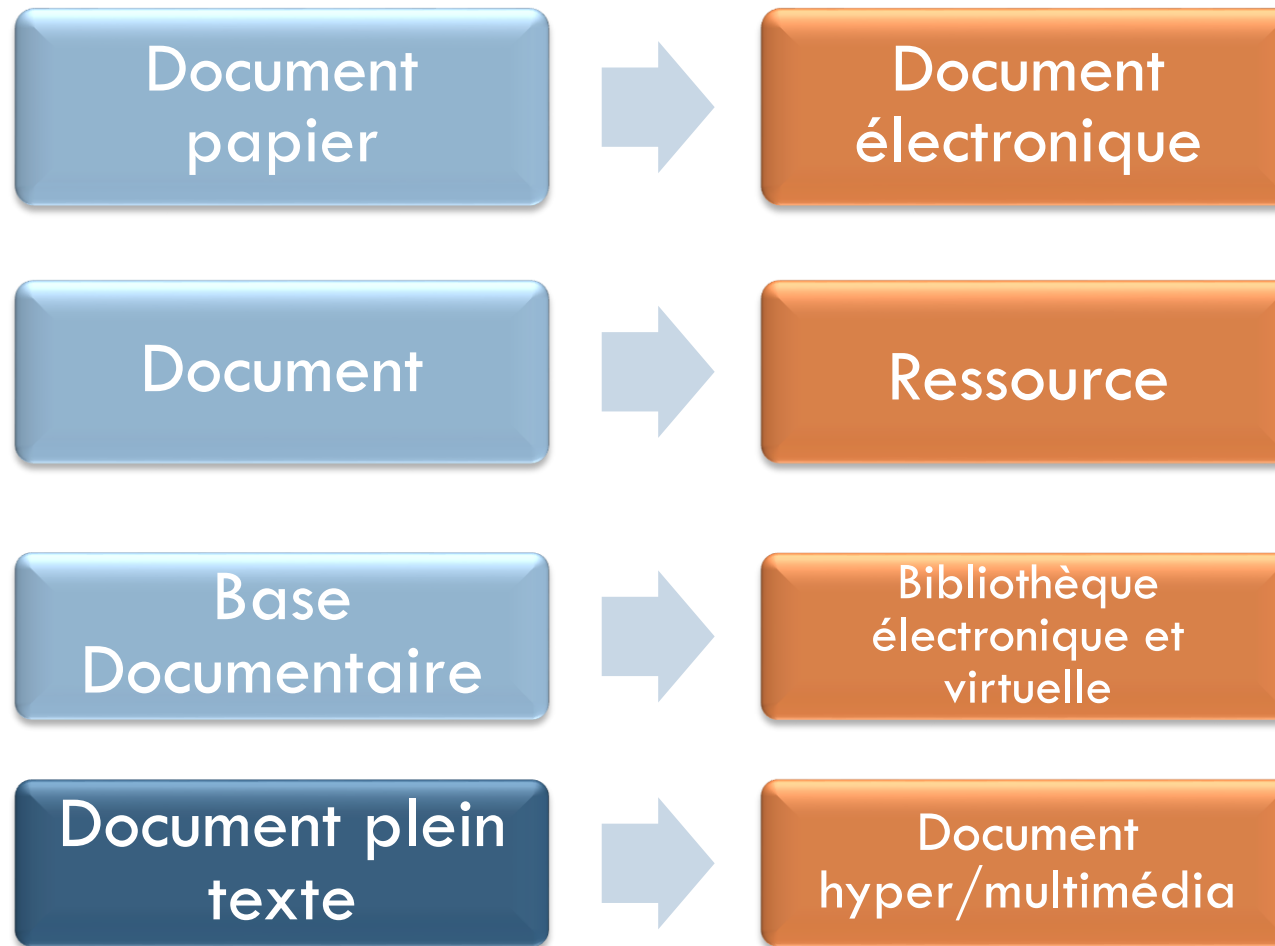 Document
papier
Document
électronique
Document
Ressource
Base
Documentaire
Bibliothèque
électronique et
virtuelle
Document plein
texte
Document
hyper/multimédia